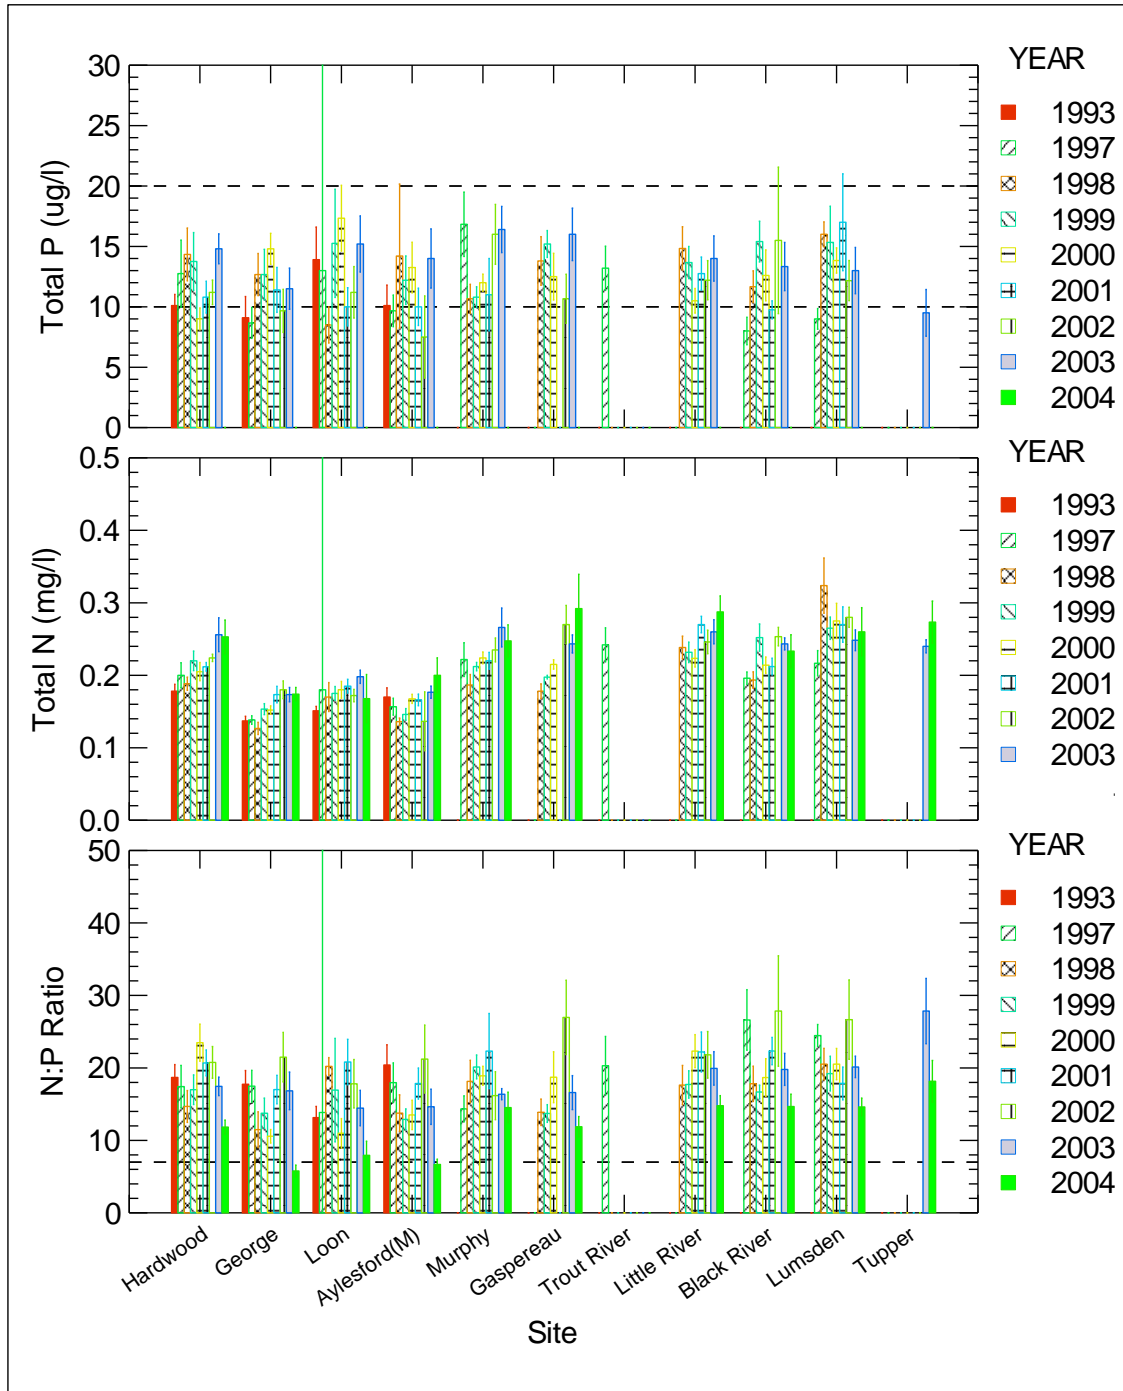 YEAR
30
25
20
15
10
5
0
Total P (ug/l)
1993
1997
1998
1999
2000
2001
2002
2003
2004
YEAR
0.5
0.4
0.3
0.2
0.1
0.0
Total N (mg/l)
1993
1997
1998
1999
2000
2001
2002
2003
YEAR
50
40
30
20
10
0
N:P Ratio
1993
1997
1998
1999
2000
2001
2002
2003
2004
Hardwood
George
Loon
Aylesford(M)
Murphy
Gaspereau
Trout River
Little River
Black River
Lumsden
Tupper
Site